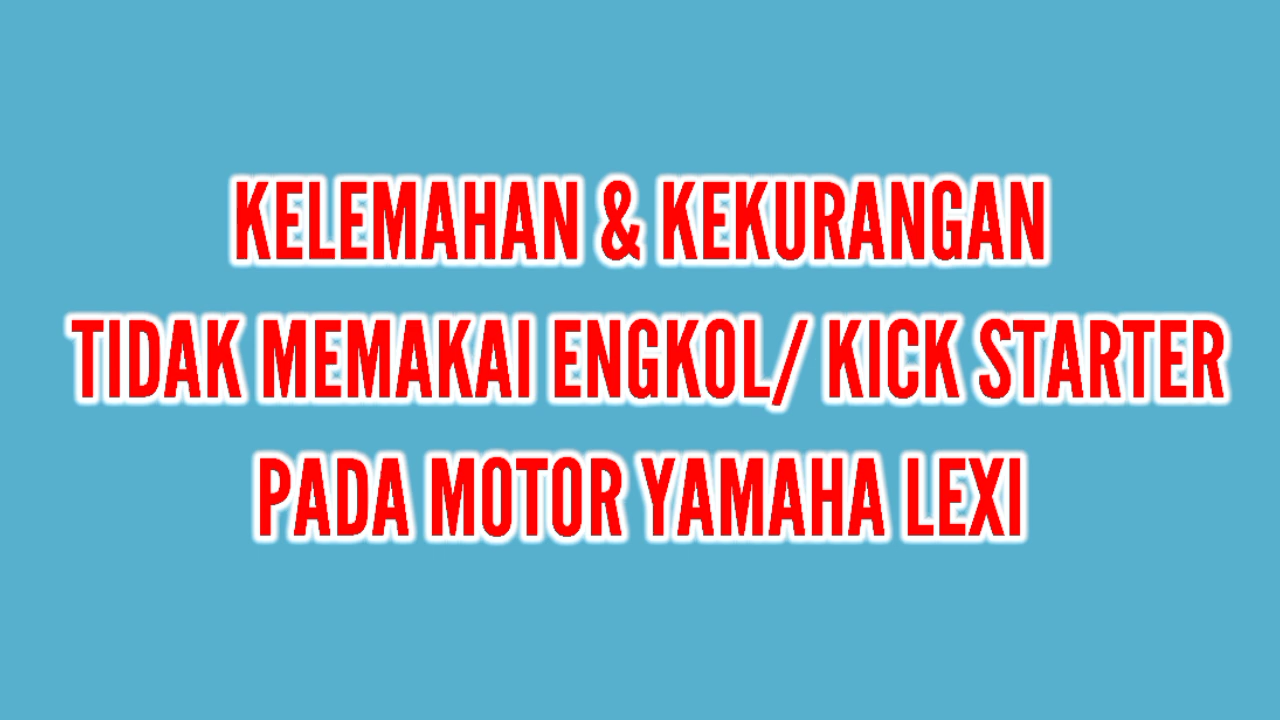 KELEMAHAN & KEKURANGAN
TIDAK MEMAKAI ENGKOL/ KICK STARTER
PADA MOTOR YAMAHA LEXI